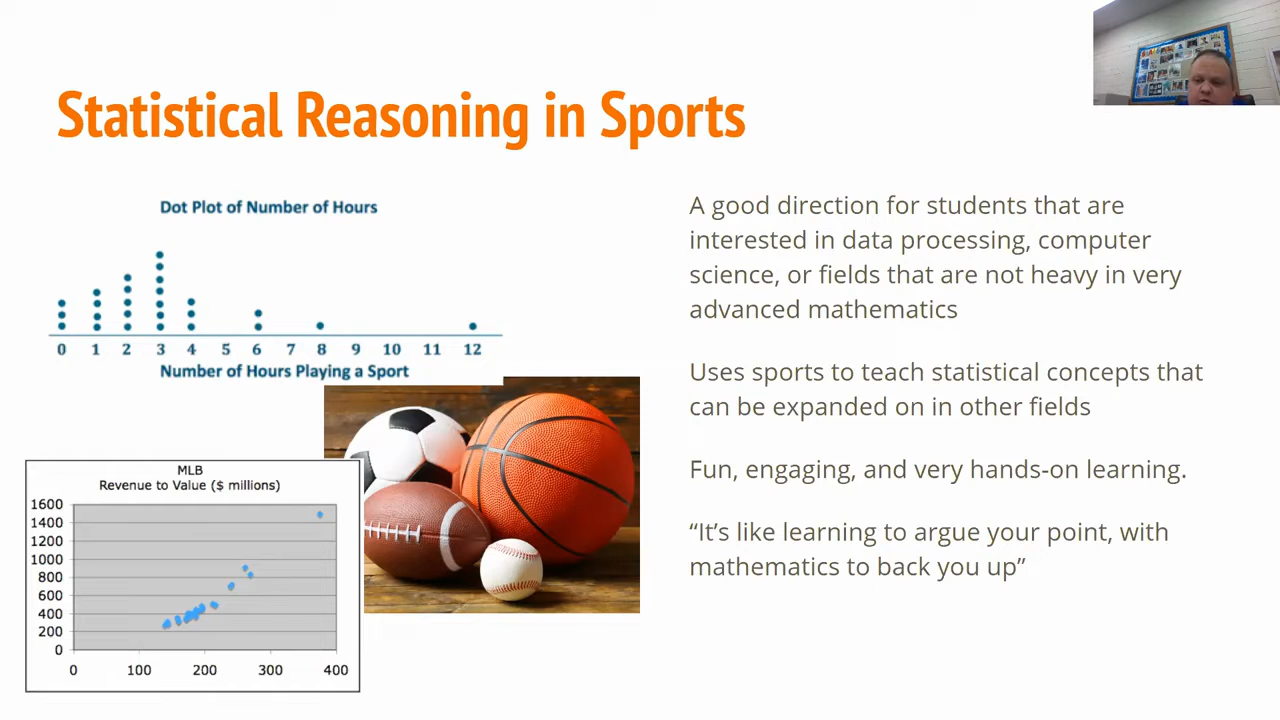 Statistical Reasoning in Sports
Dot Plot of Number of Hours
0 1 2 3 4 5 6 7 8 9 10 11 12
Number of Hours Playing a Sport
MLB
Revenue to Value ($ millions)
1600
1400
1200
1000
800
600
400
200
0
0 100 200 300 400
A good direction for students that are
interested in data processing, computer
science, or fields that are not heavy in very
advanced mathematics
Uses sports to teach statistical concepts that
can be expanded on in other fields
Fun, engaging, and very hands-on learning.
“It’s like learning to argue your point, with
mathematics to back you up”